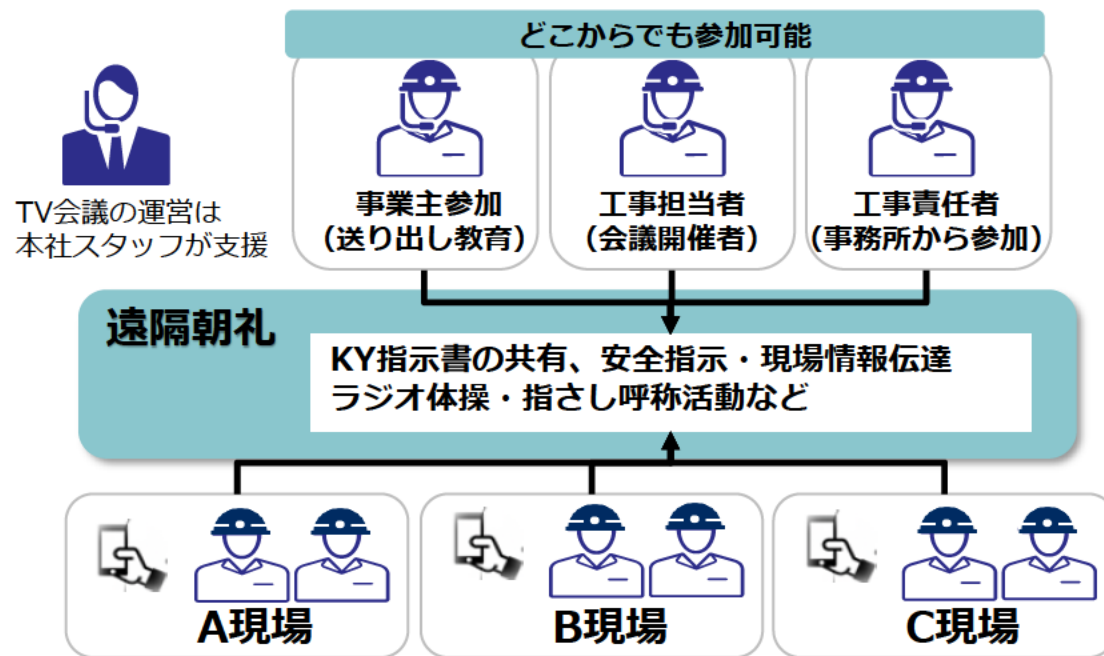 どこからでも参加可能
TV会議の運営は
本社スタッフが支援
事業主参加
(送り出し教育)
工事担当者
(会議開催者)
工事責任者
(事務所から参加)
遠隔朝礼
KY指示書の共有、安全指示・現場情報伝達
ラジオ体操・指さし呼称活動など
A現場
B現場
C現場